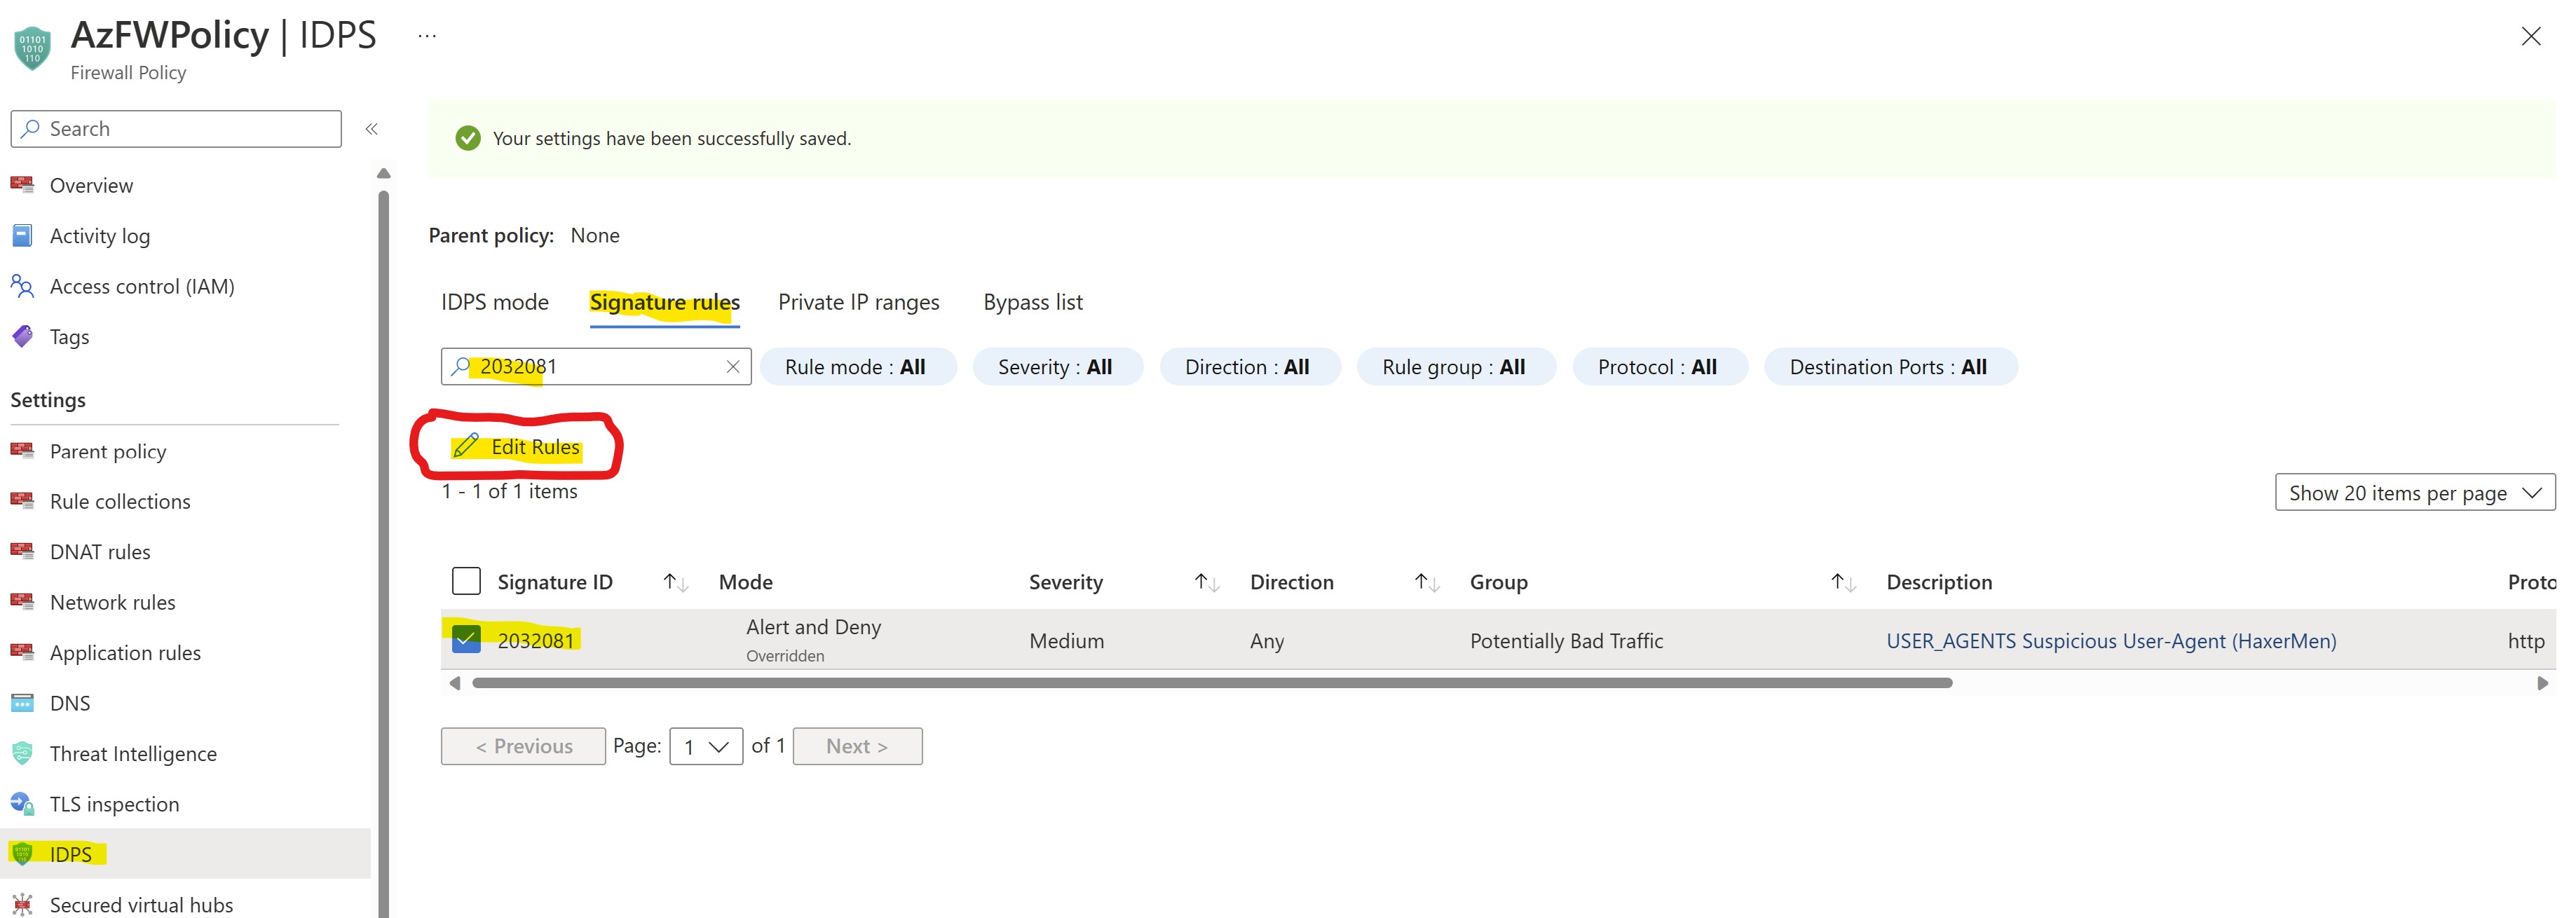 AzFWPolicy | IDPS ...
Firewall Policy
01101
1010
110
Search
«
Overview
Activity log
Access control (IAM)
Tags
Settings
Parent policy
Rule collections
DNAT rules
Network rules
Application rules
DNS
Threat Intelligence
TLS inspection
IDPS
Secured virtual hubs
Your settings have been successfully saved.
Parent policy: None
IDPS mode Signature rules Private IP ranges Bypass list
2032081 Rule mode : All Severity : All Direction : All Rule group : All Protocol : All Destination Ports : All
Edit Rules
1 - 1 of 1 items
Show 20 items per page
Signature ID Mode Severity Direction Group Description Proto
2032081 Alert and Deny Medium Any Potentially Bad Traffic USER_AGENTS Suspicious User-Agent (HaxerMen) http
Overridden
< Previous Page: 1 of 1 Next >